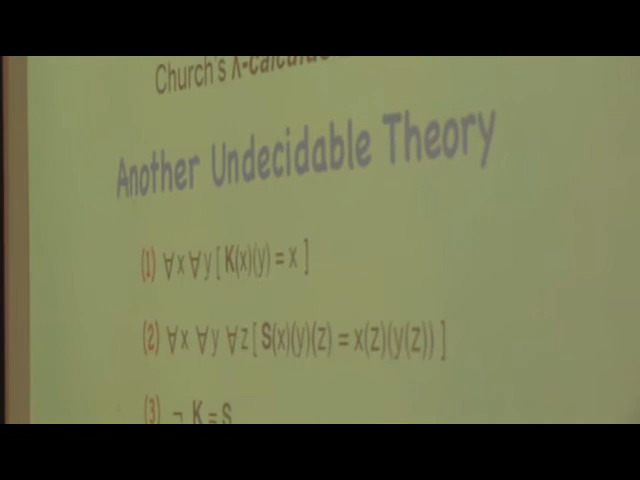 Church's λ-calculus
Another Undecidable Theory
(1) ∀x ∀y [ K(x)(y) = x ]
(2) ∀x ∀y ∀z [ S(x)(y)(z) = x(z)(y(z)) ]
(3) ¬ K = S